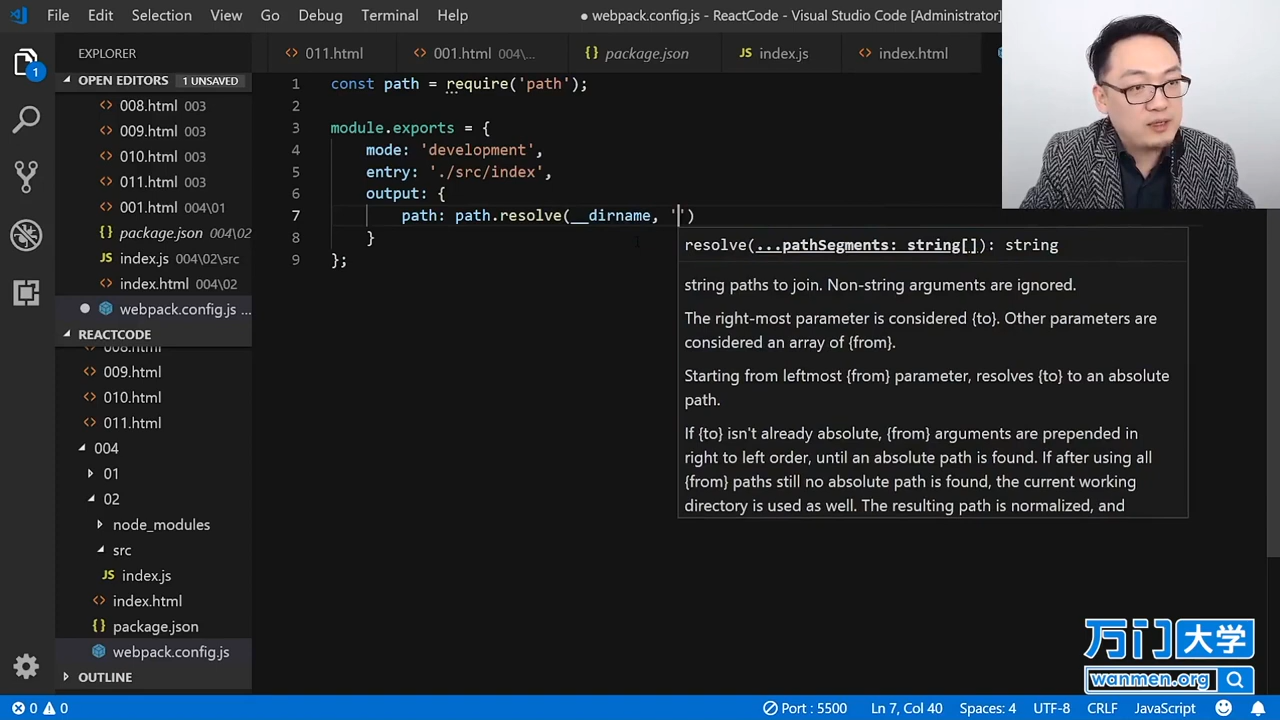 File Edit Selection View Go Debug Terminal Help
● webpack.config.js - ReactCode - Visual Studio Code [Administrator]
EXPLORER
011.html
001.html 004\...
package.json
index.js
index.html
OPEN EDITORS 1 UNSAVED
008.html 003
009.html 003
010.html 003
011.html 003
001.html 004\01
package.json 004\02
index.js 004\02\src
index.html 004\02
webpack.config.js ...
REACTCODE
008.html
009.html
010.html
011.html
004
01
02
node_modules
src
index.js
index.html
package.json
webpack.config.js
OUTLINE
1 const path = require('path');
2
3 module.exports = {
4 mode: 'development',
5 entry: './src/index',
6 output: {
7 path: path.resolve(__dirname, '')
8 }
9 };
resolve(...pathSegments: string[]): string
string paths to join. Non-string arguments are ignored.
The right-most parameter is considered {to}. Other parameters are
considered an array of {from}.
Starting from leftmost {from} parameter, resolves {to} to an absolute
path.
If {to} isn't already absolute, {from} arguments are prepended in
right to left order, until an absolute path is found. If after using all
{from} paths still no absolute path is found, the current working
directory is used as well. The resulting path is normalized, and
万门大学
wanmen.org
0 0
Port : 5500
Ln 7, Col 40
Spaces: 4
UTF-8
CRLF
JavaScript
1